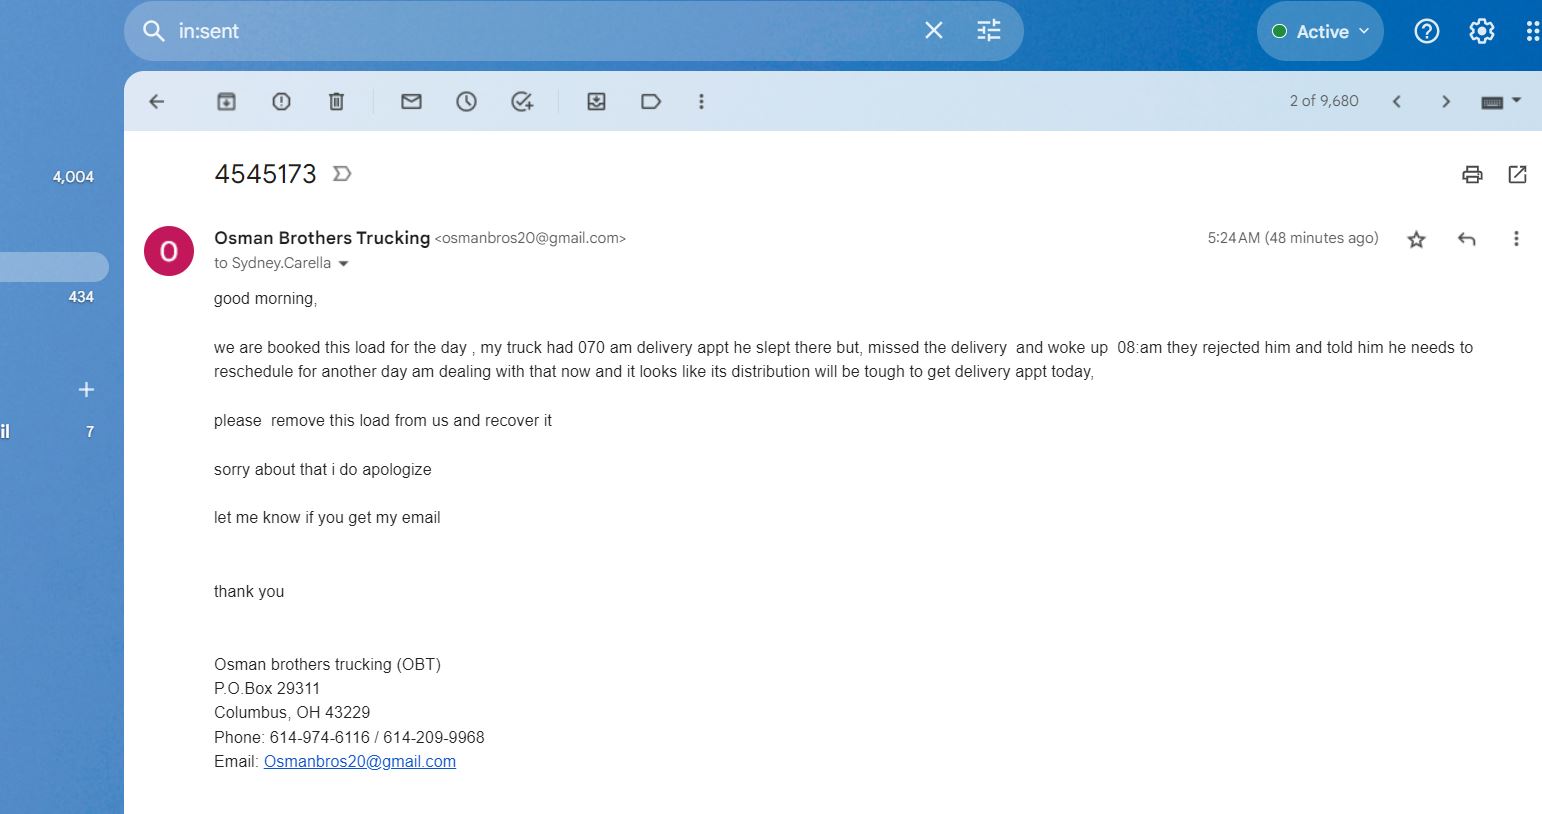 in:sent
Active
2 of 9,680
4,004
434
il 7
4545173
O
Osman Brothers Trucking <osmanbros20@gmail.com>
5:24 AM (48 minutes ago)
to Sydney.Carella
good morning,
we are booked this load for the day , my truck had 070 am delivery appt he slept there but, missed the delivery  and woke up  08:am they rejected him and told him he needs to
reschedule for another day am dealing with that now and it looks like its distribution will be tough to get delivery appt today,
please  remove this load from us and recover it
sorry about that i do apologize
let me know if you get my email
thank you
Osman brothers trucking (OBT)
P.O.Box 29311
Columbus, OH 43229
Phone: 614-974-6116 / 614-209-9968
Email: Osmanbros20@gmail.com